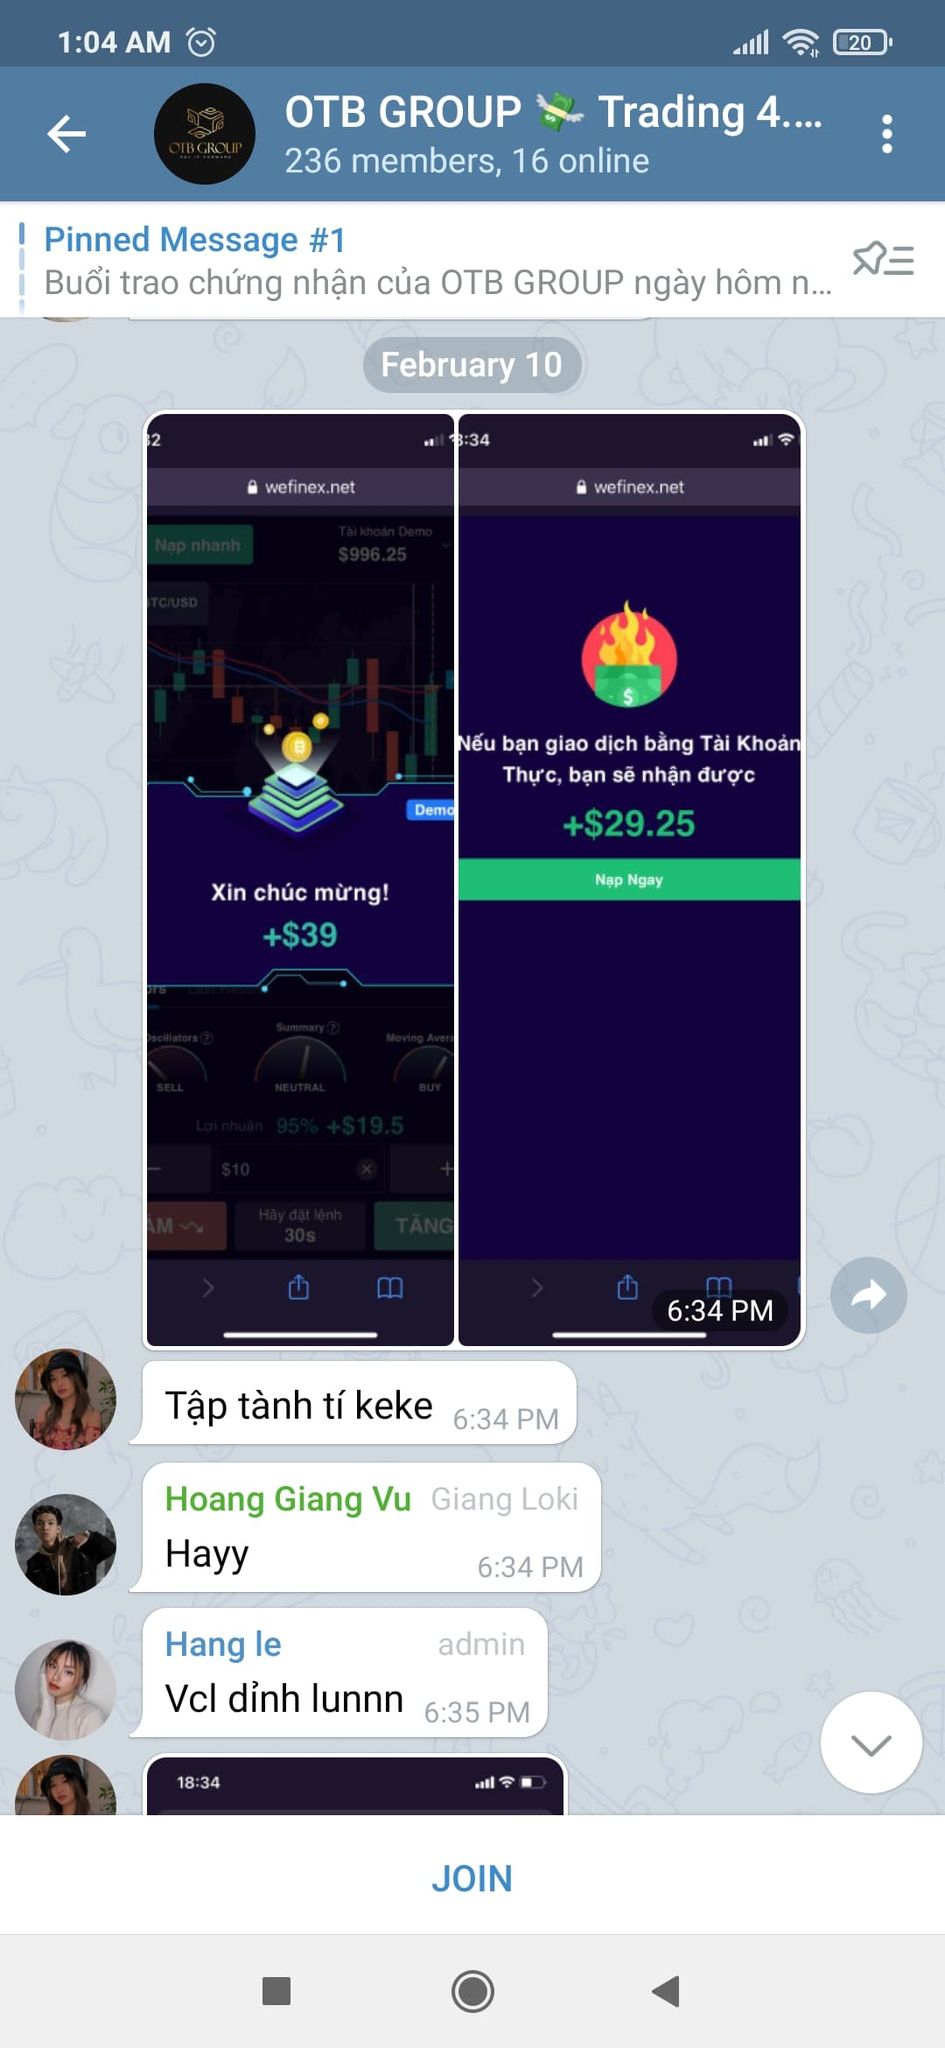 1:04 AM
20
OTB GROUP 💸 Trading 4....
236 members, 16 online
OTB GROUP
Pinned Message #1
Buổi trao chứng nhận của OTB GROUP ngày hôm n...
February 10
32
wefinex.net
Nạp nhanh
Tài khoản Demo
$996.25
BTC/USD
Demo
Xin chúc mừng!
+$39
Oscillators
Summary
Moving Avera
SELL
NEUTRAL
BUY
Lợi nhuận 95% +$19.5
$10
Hãy đặt lệnh
30s
TĂNG
3:34
wefinex.net
Nếu bạn giao dịch bằng Tài Khoản
Thực, bạn sẽ nhận được
+$29.25
Nạp Ngay
6:34 PM
Tập tành tí keke 6:34 PM
Hoang Giang Vu Giang Loki
Hayy 6:34 PM
Hang le admin
Vcl dỉnh lunnn 6:35 PM
18:34
JOIN